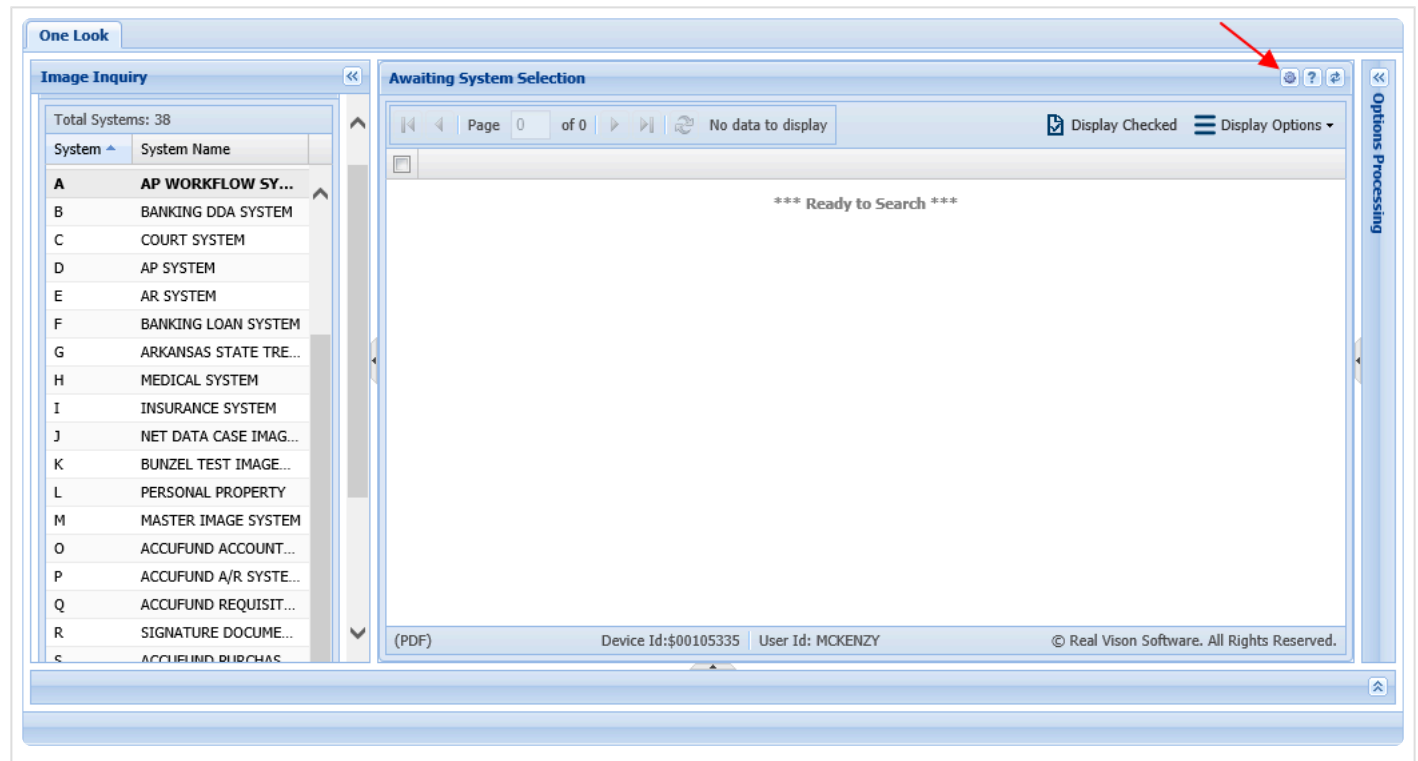 One Look
Image Inquiry
Total Systems: 38
System System Name
A AP WORKFLOW SY...
B BANKING DDA SYSTEM
C COURT SYSTEM
D AP SYSTEM
E AR SYSTEM
F BANKING LOAN SYSTEM
G ARKANSAS STATE TRE...
H MEDICAL SYSTEM
I INSURANCE SYSTEM
J NET DATA CASE IMAG...
K BUNZEL TEST IMAGE...
L PERSONAL PROPERTY
M MASTER IMAGE SYSTEM
O ACCUFUND ACCOUNT...
P ACCUFUND A/R SYSTE...
Q ACCUFUND REQUISIT...
R SIGNATURE DOCUME...
S ACCUFUND PURCHAS
Awaiting System Selection ?
Page 0 of 0 No data to display Display Checked Display Options
*** Ready to Search ***
(PDF) Device Id:$00105335 User Id: MCKENZY © Real Vison Software. All Rights Reserved.
Options Processing